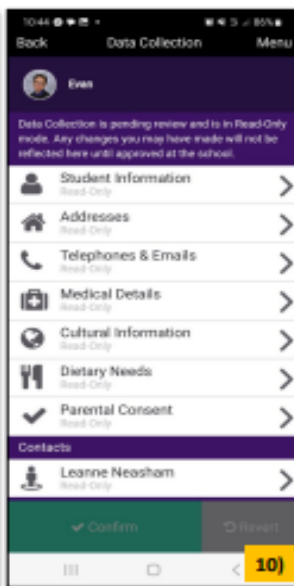 10:44
86%
Back Data Collection Menu
Evan
Data Collection is pending review and is in Read-Only
mode. Any changes you may have made will not be
reflected here until approved at the school.
Student Information
Read-Only
Addresses
Read-Only
Telephones & Emails
Read-Only
Medical Details
Read-Only
Cultural Information
Read-Only
Dietary Needs
Read-Only
Parental Consent
Read-Only
Contacts
Leanne Neasham
Read-Only
Confirm Revert
10)